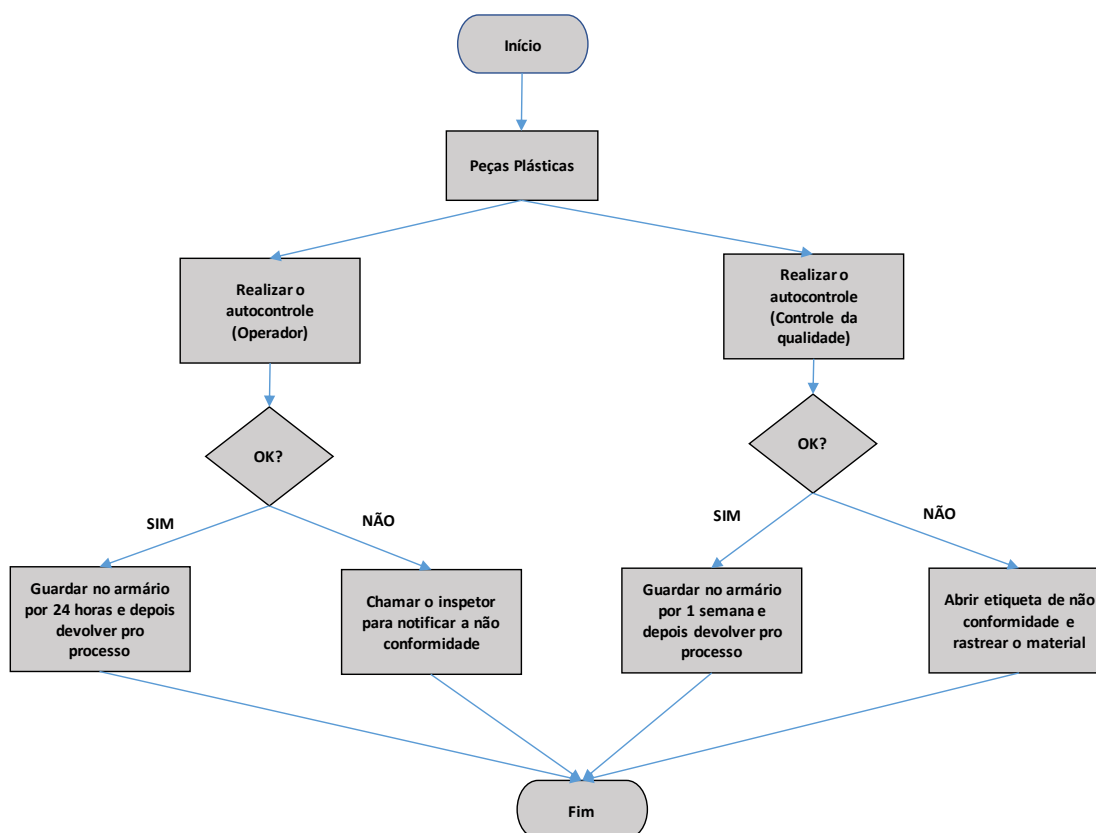 Início
Peças Plásticas
Realizar o
autocontrole
(Operador)
Realizar o
autocontrole
(Controle da
qualidade)
OK?
OK?
SIM
NÃO
SIM
NÃO
Guardar no armário
por 24 horas e depois
devolver pro
processo
Chamar o inspetor
para notificar a não
conformidade
Guardar no armário
por 1 semana e
depois devolver pro
processo
Abrir etiqueta de não
conformidade e
rastrear o material
Fim